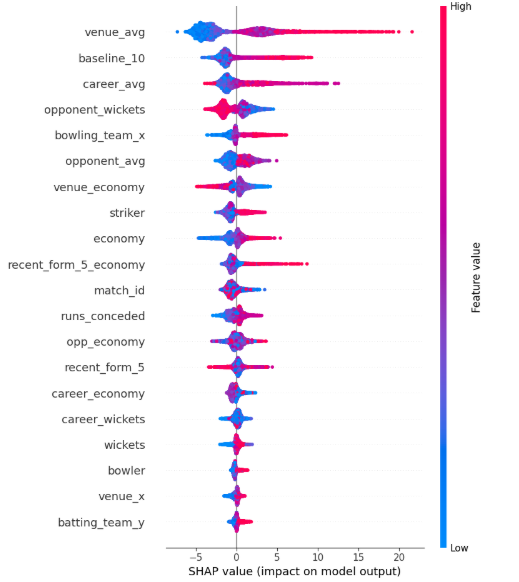 High
venue_avg
baseline_10
career_avg
opponent_wickets
bowling_team_x
opponent_avg
venue_economy
striker
economy
recent_form_5_economy
match_id
runs_conceded
opp_economy
recent_form_5
career_economy
career_wickets
wickets
bowler
venue_x
batting_team_y
Feature value
Low
−5 0 5 10 15 20
SHAP value (impact on model output)